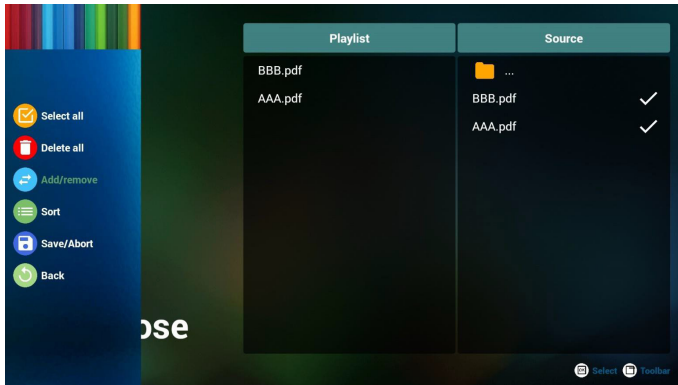 Playlist
Source
BBB.pdf
AAA.pdf
...
BBB.pdf
AAA.pdf
Select all
Delete all
Add/remove
Sort
Save/Abort
Back
ose
Select
Toolbar